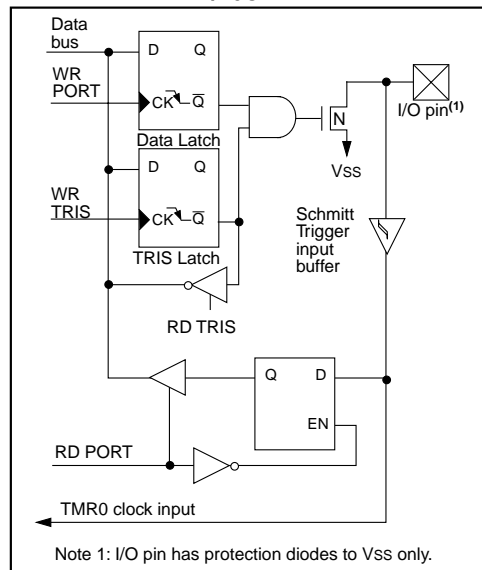 Data
bus
D Q
WR
PORT
CK Q
Data Latch
N
I/O pin(1)
VSS
D Q
WR
TRIS
CK Q
TRIS Latch
Schmitt
Trigger
input
buffer
RD TRIS
Q D
EN
RD PORT
TMR0 clock input
Note 1: I/O pin has protection diodes to VSS only.